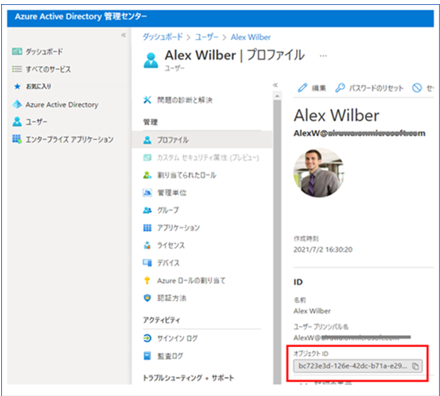 Azure Active Directory 管理センター
ダッシュボード > ユーザー > Alex Wilber
Alex Wilber | プロファイル ...
ユーザー
ダッシュボード
すべてのサービス
お気に入り
Azure Active Directory
ユーザー
エンタープライズ アプリケーション
問題の診断と解決
管理
プロファイル
カスタム セキュリティ属性 (プレビュー)
割り当てられたロール
管理単位
グループ
アプリケーション
ライセンス
デバイス
Azure ロールの割り当て
認証方法
アクティビティ
サインイン ログ
監査ログ
トラブルシューティング + サポート
編集 パスワードのリセット セ
Alex Wilber
AlexW@
作成時刻
2021/7/2 16:30:20
ID
名前
Alex Wilber
ユーザー プリンシパル名
AlexW@
オブジェクト ID
bc723e3d-126e-42dc-b71a-e29...